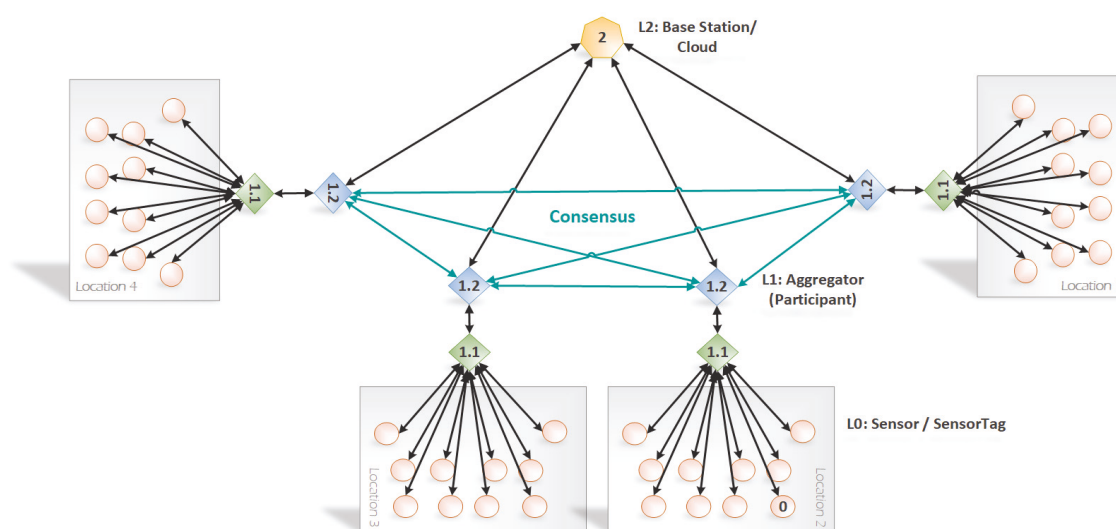 2
L2: Base Station/
Cloud
1.1
1.2
1.2
1.1
Consensus
Location 4
Location
1.2
1.2
L1: Aggregator
(Participant)
1.1
1.1
L0: Sensor / SensorTag
Location 3
Location 2
0